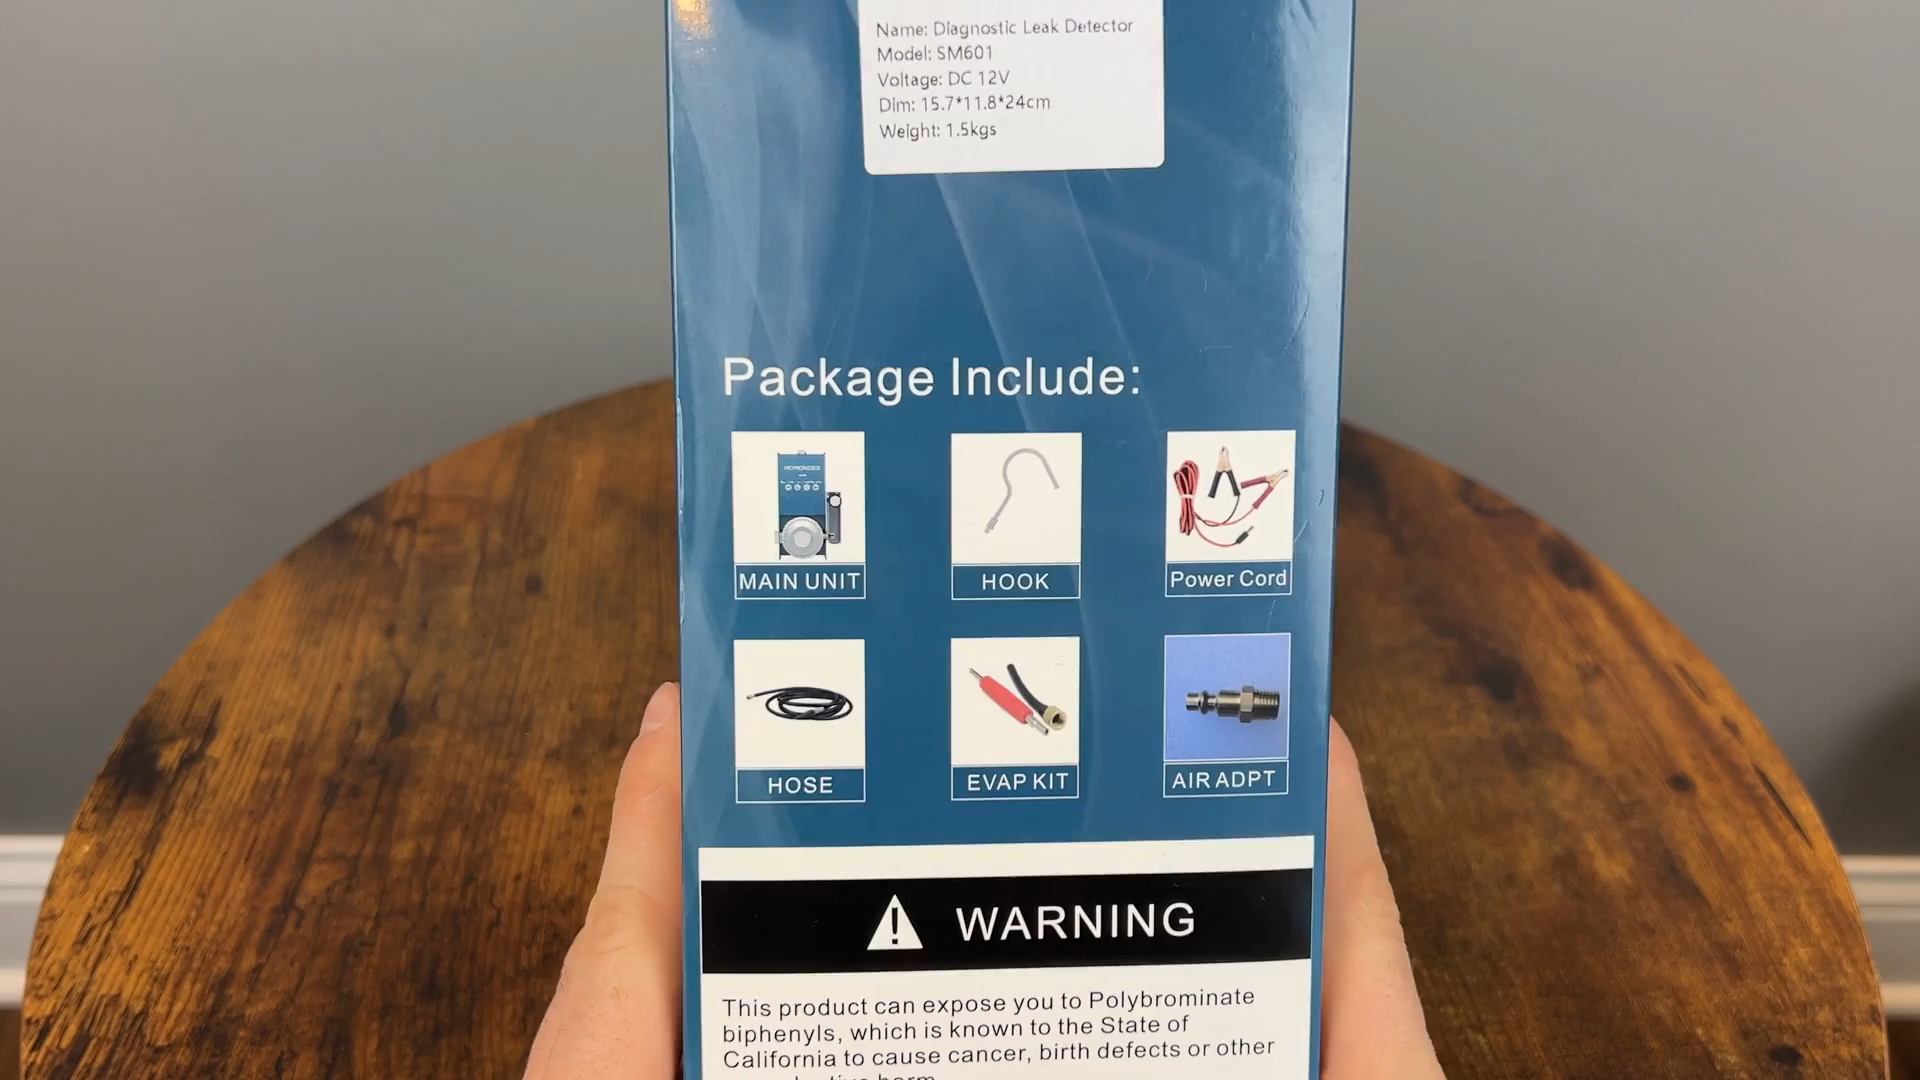 Name: Diagnostic Leak Detector
Model: SM601
Voltage: DC 12V
Dim: 15.7*11.8*24cm
Weight: 1.5kgs
Package Include:
MAIN UNIT
HOOK
Power Cord
HOSE
EVAP KIT
AIR ADPT
WARNING
This product can expose you to Polybrominate
biphenyls, which is known to the State of
California to cause cancer, birth defects or other